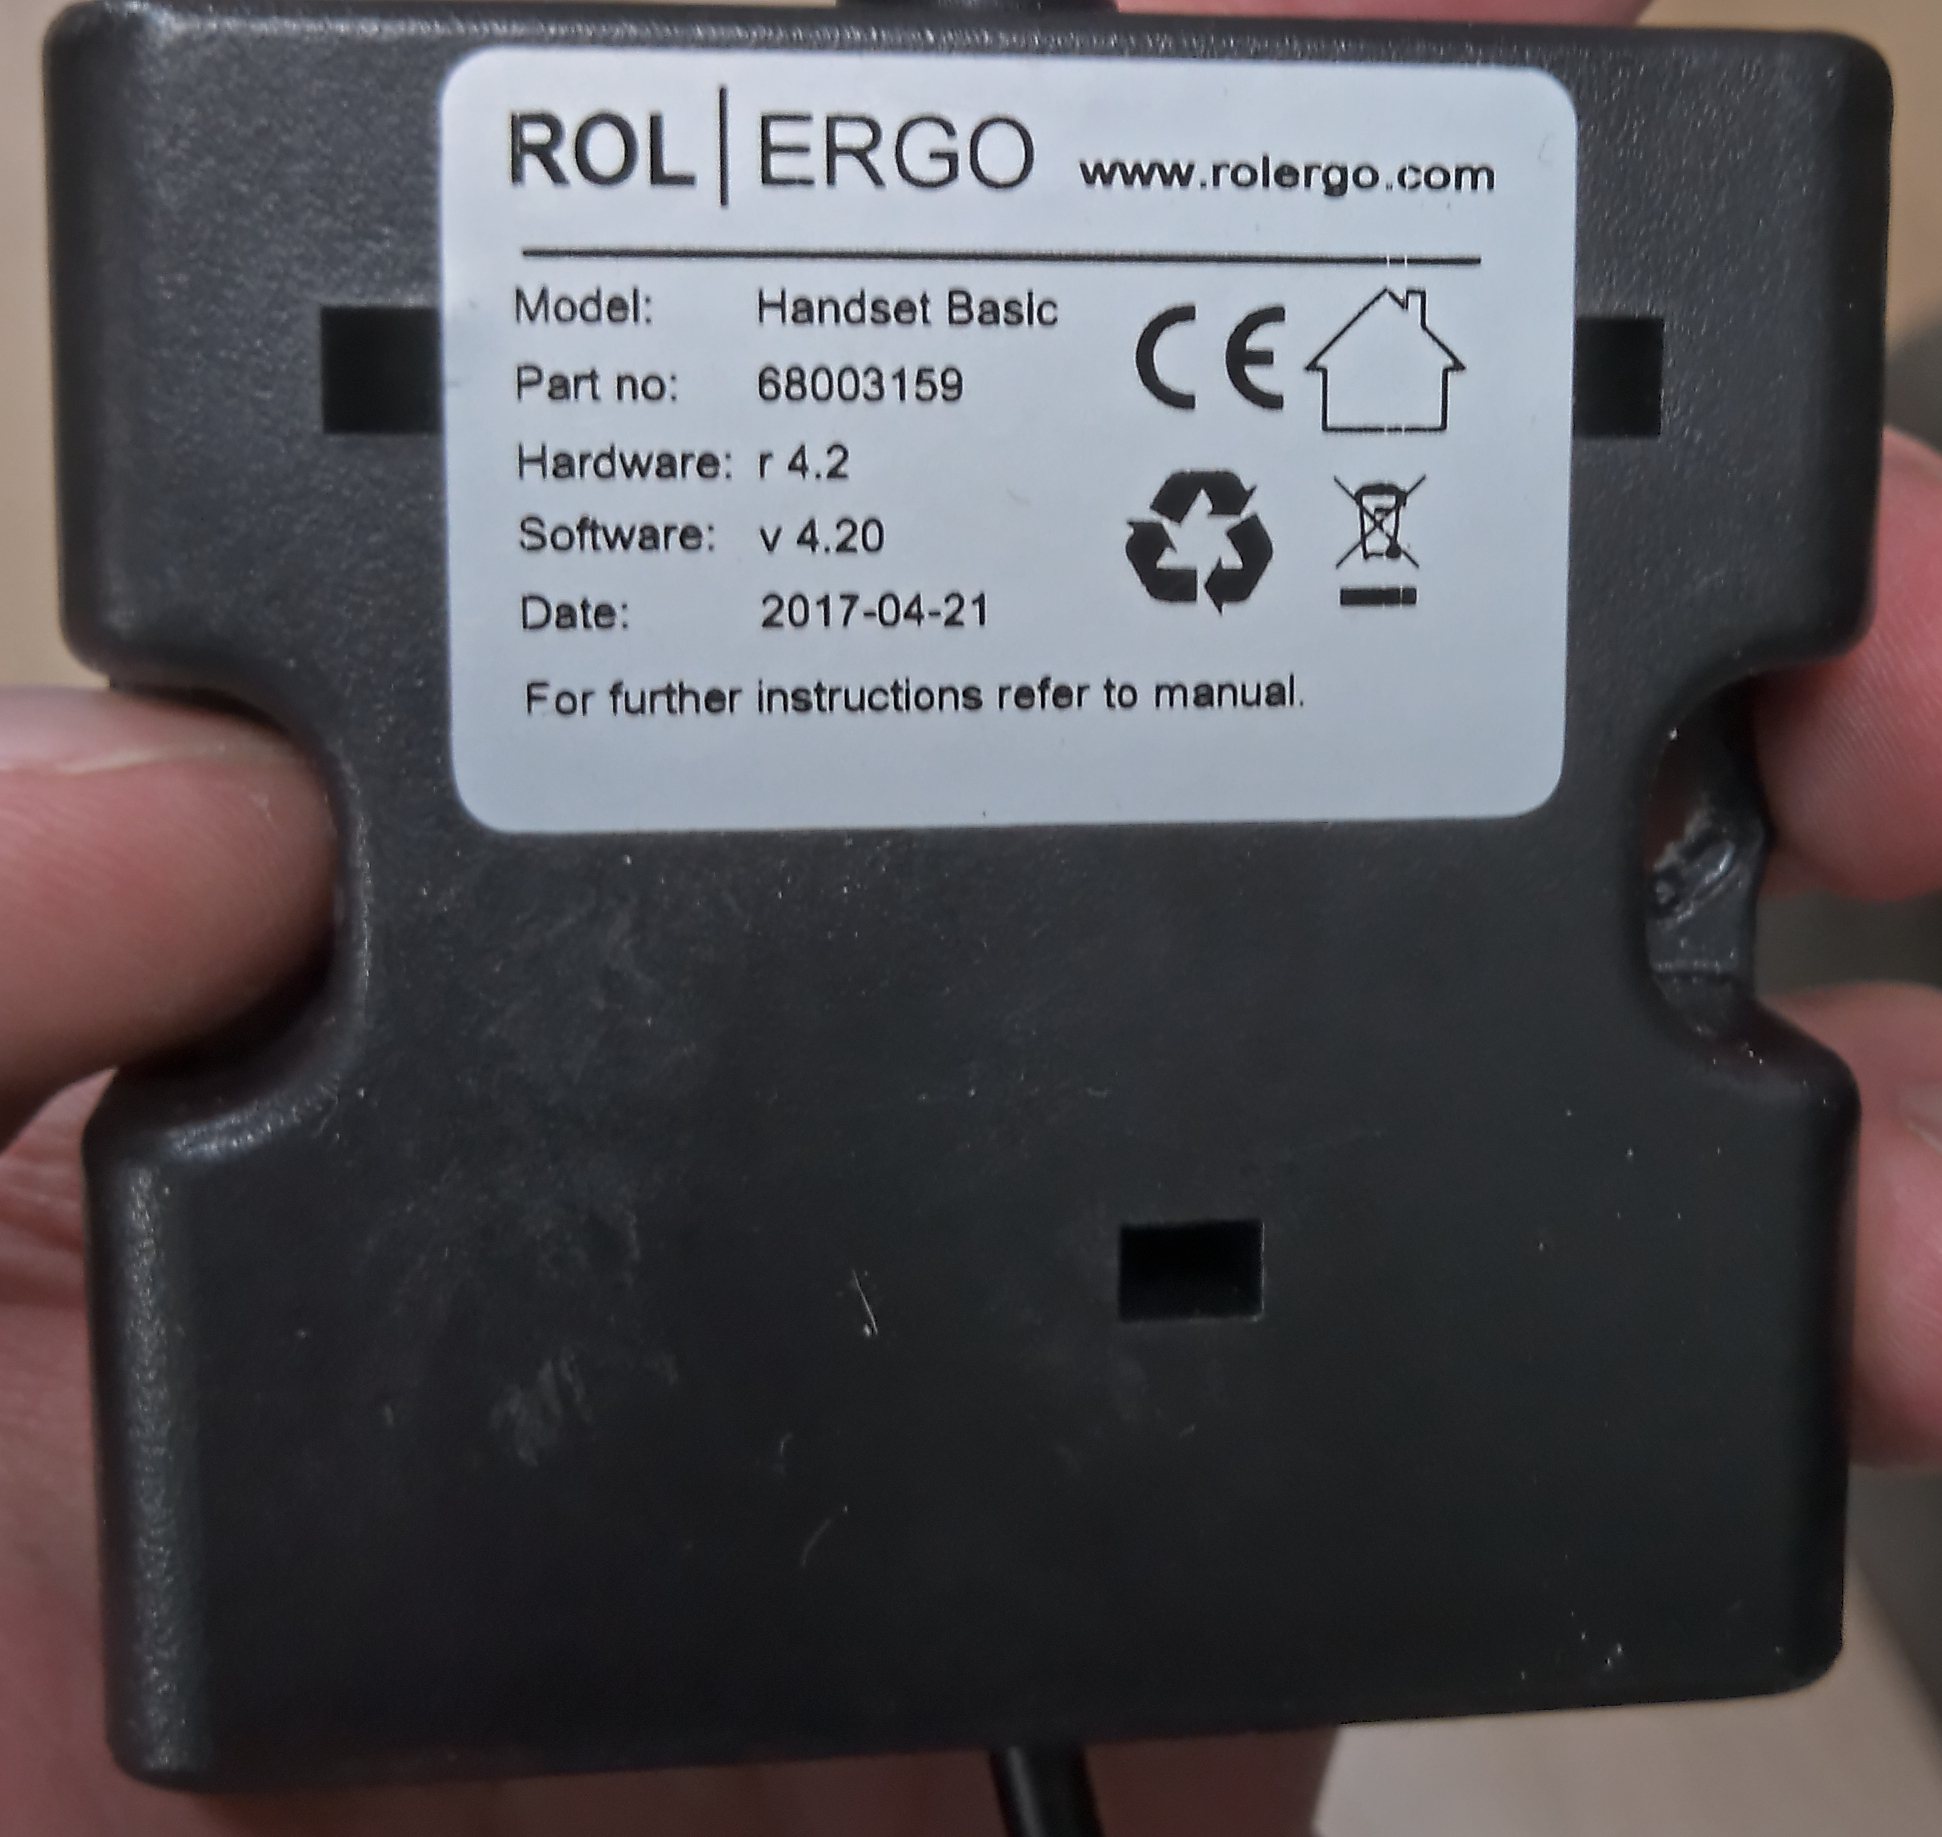 ROL|ERGO www.rolergo.com
Model: Handset Basic
Part no: 68003159
Hardware: r 4.2
Software: v 4.20
Date: 2017-04-21
For further instructions refer to manual.
CE